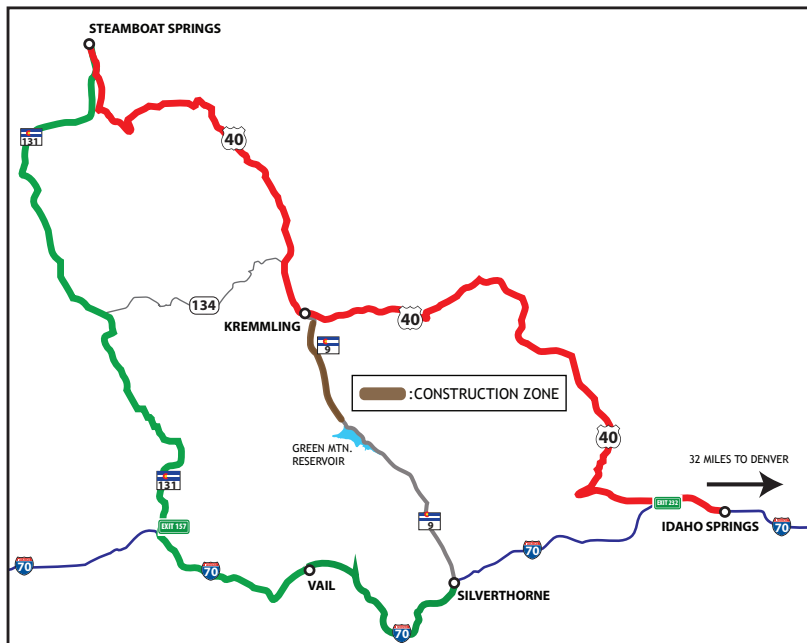 STEAMBOAT SPRINGS
131
40
134
KREMMLING
40
9
:CONSTRUCTION ZONE
GREEN MTN.
RESERVOIR
40
32 MILES TO DENVER
131
EXIT 232
9
EXIT 157
IDAHO SPRINGS
70
70
70
70
VAIL
SILVERTHORNE
70